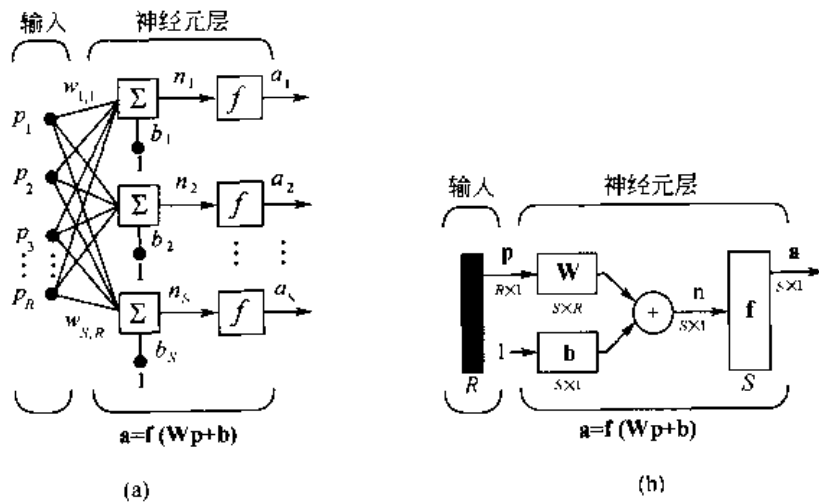 输入 神经元层
w1,1 n1 a1
Σ f
p1
b1
1
p2
n2 a2
Σ f
p3
b2
⋮ ⋮ ⋮ ⋮
1
pR
nS aS
Σ f
wS,R
bS
1
a=f (Wp+b)
(a)
输入 神经元层
p W a
R×1 S×R n f S×1
+ S×1
1 b
R S×1 S
a=f (Wp+b)
(b)